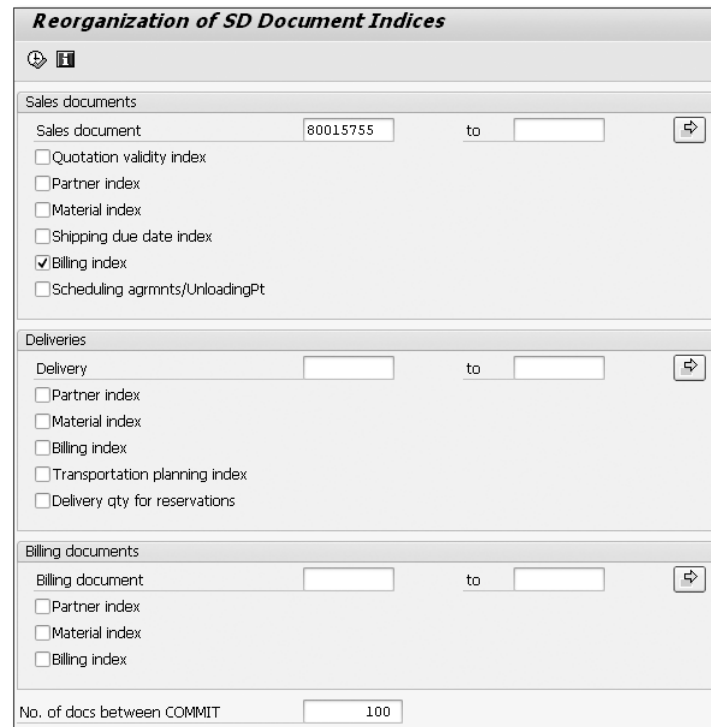 Reorganization of SD Document Indices
Sales documents
Sales document 80015755 to
Quotation validity index
Partner index
Material index
Shipping due date index
Billing index
Scheduling agrmnts/UnloadingPt
Deliveries
Delivery to
Partner index
Material index
Billing index
Transportation planning index
Delivery qty for reservations
Billing documents
Billing document to
Partner index
Material index
Billing index
No. of docs between COMMIT 100